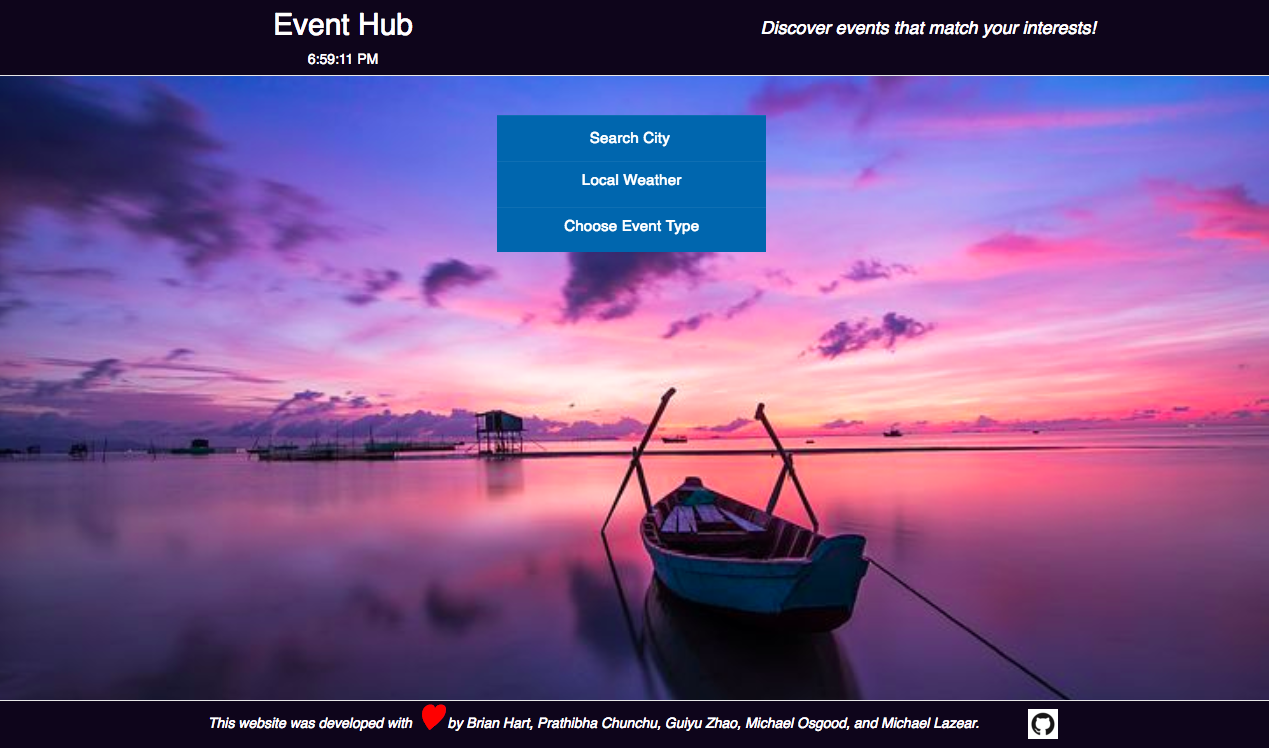 Event Hub
6:59:11 PM
Discover events that match your interests!
Search City
Local Weather
Choose Event Type
This website was developed with by Brian Hart, Prathibha Chunchu, Guiyu Zhao, Michael Osgood, and Michael Lazear.